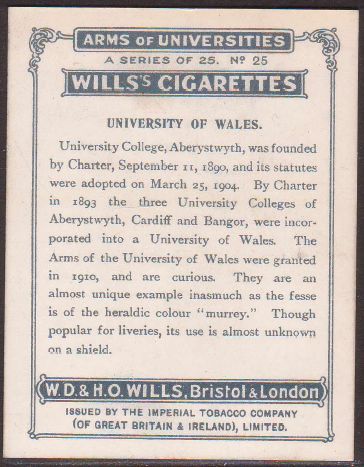 ARMS OF UNIVERSITIES
A SERIES OF 25. Nº 25
WILLS'S CIGARETTES
UNIVERSITY OF WALES.
University College, Aberystwyth, was founded
by Charter, September 11, 1890, and its statutes
were adopted on March 25, 1904. By Charter
in 1893 the three University Colleges of
Aberystwyth, Cardiff and Bangor, were incor-
porated into a University of Wales. The
Arms of the University of Wales were granted
in 1910, and are curious. They are an
almost unique example inasmuch as the fesse
is of the heraldic colour "murrey." Though
popular for liveries, its use is almost unknown
on a shield.
W.D. & H.O. WILLS, Bristol & London
ISSUED BY THE IMPERIAL TOBACCO COMPANY
(OF GREAT BRITAIN & IRELAND), LIMITED.